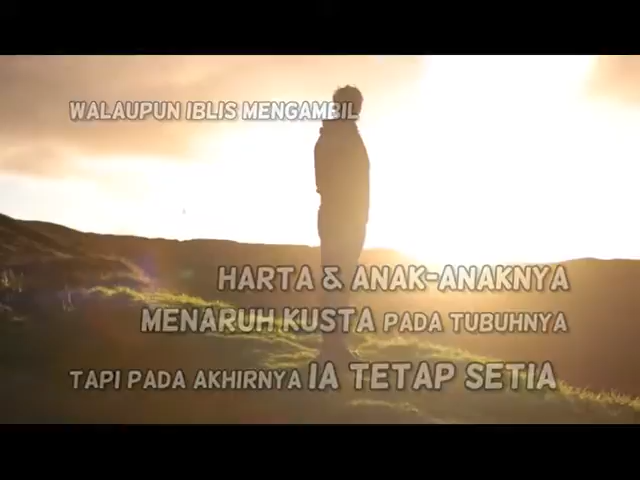 WALAUPUN IBLIS MENGAMBIL
HARTA & ANAK-ANAKNYA
MENARUH KUSTA PADA TUBUHNYA
TAPI PADA AKHIRNYA IA TETAP SETIA